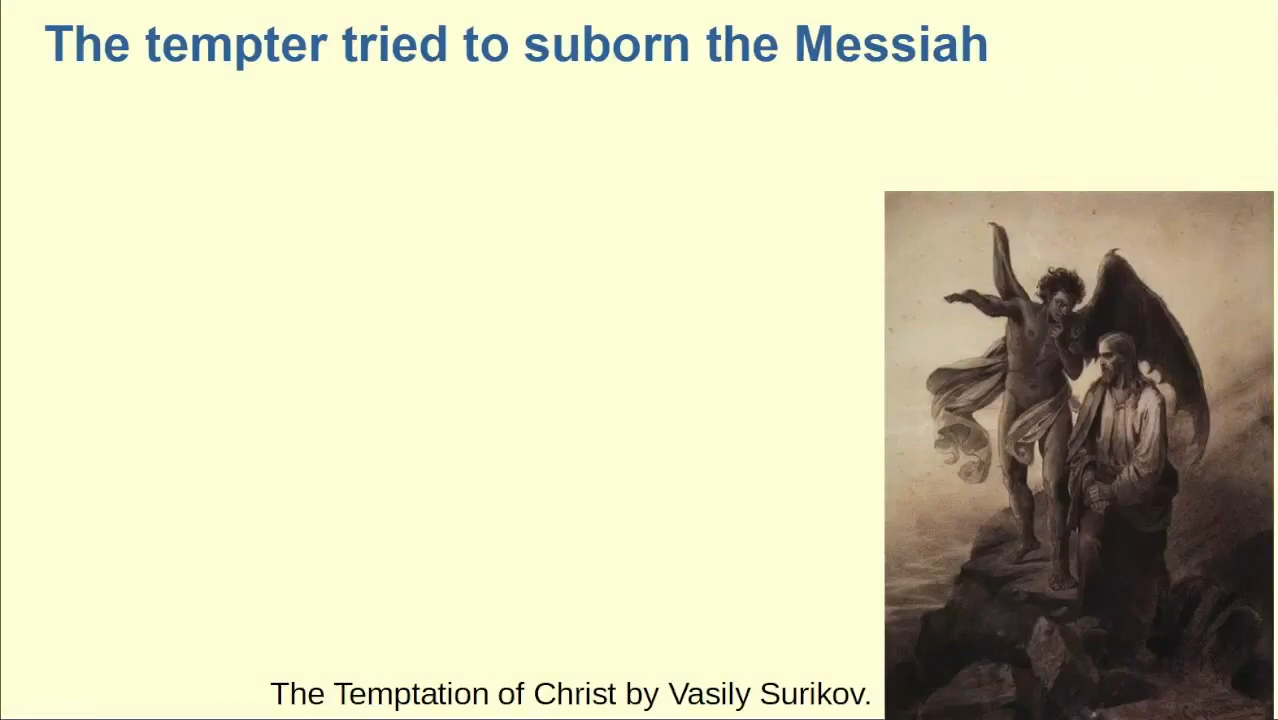 The tempter tried to suborn the Messiah
The Temptation of Christ by Vasily Surikov.